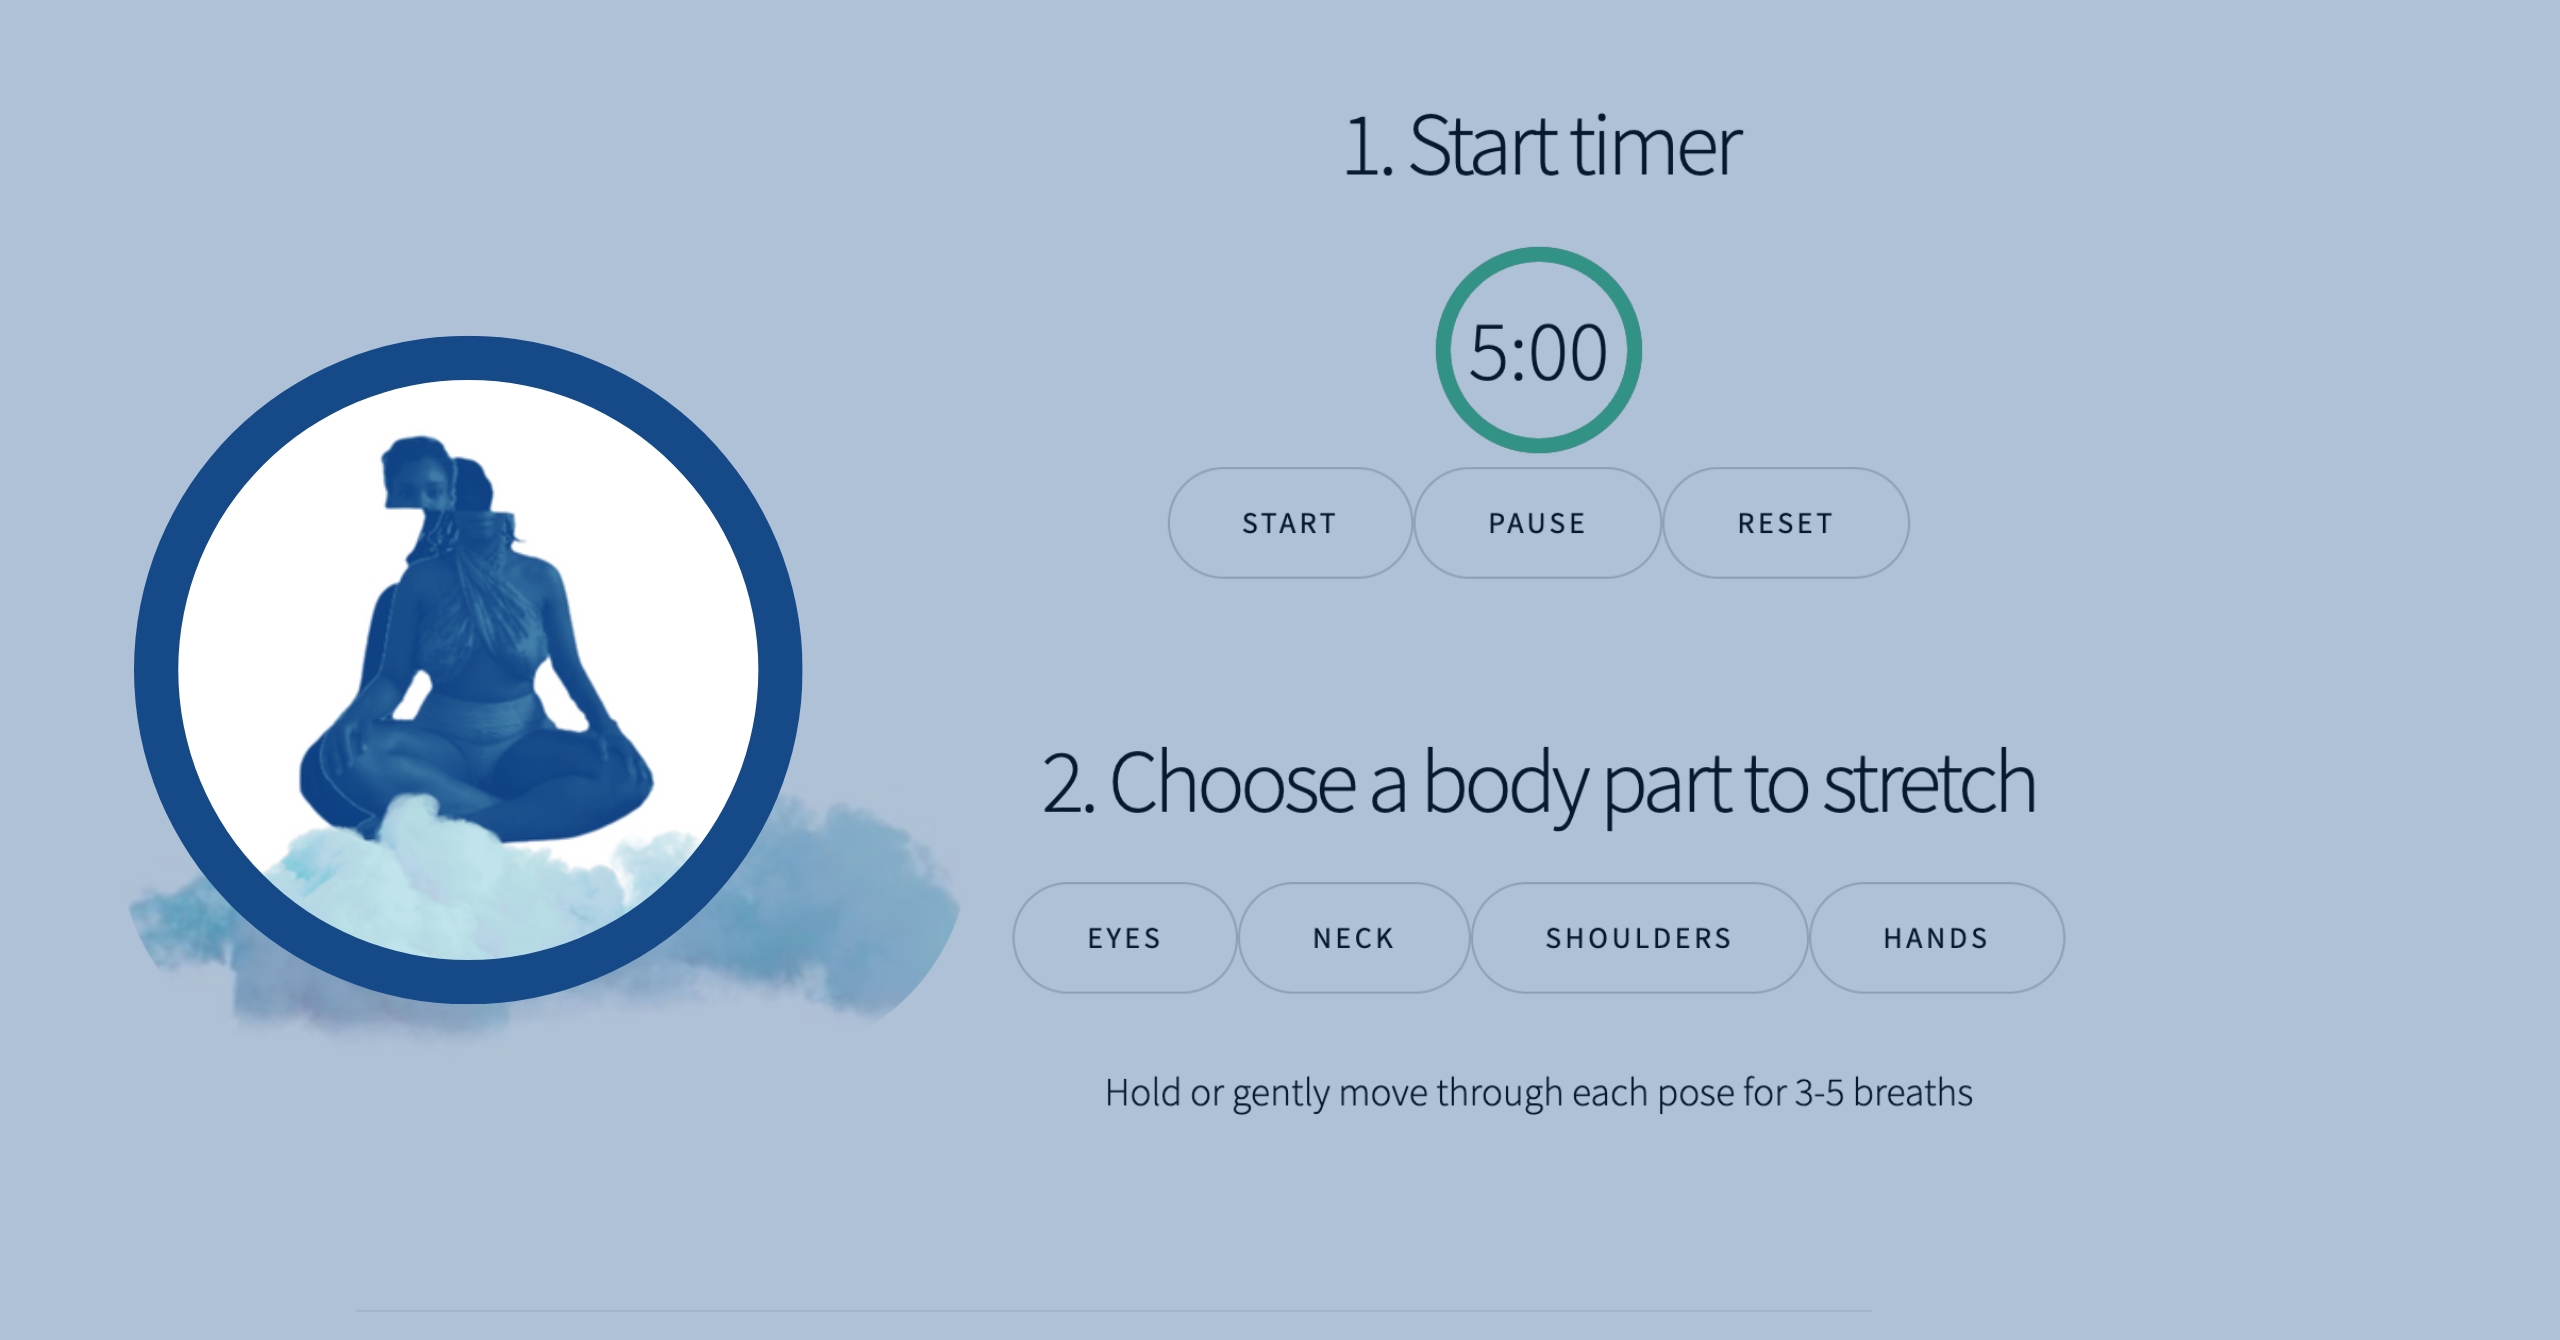 1. Start timer
5:00
START PAUSE RESET
2. Choose a body part to stretch
EYES NECK SHOULDERS HANDS
Hold or gently move through each pose for 3-5 breaths